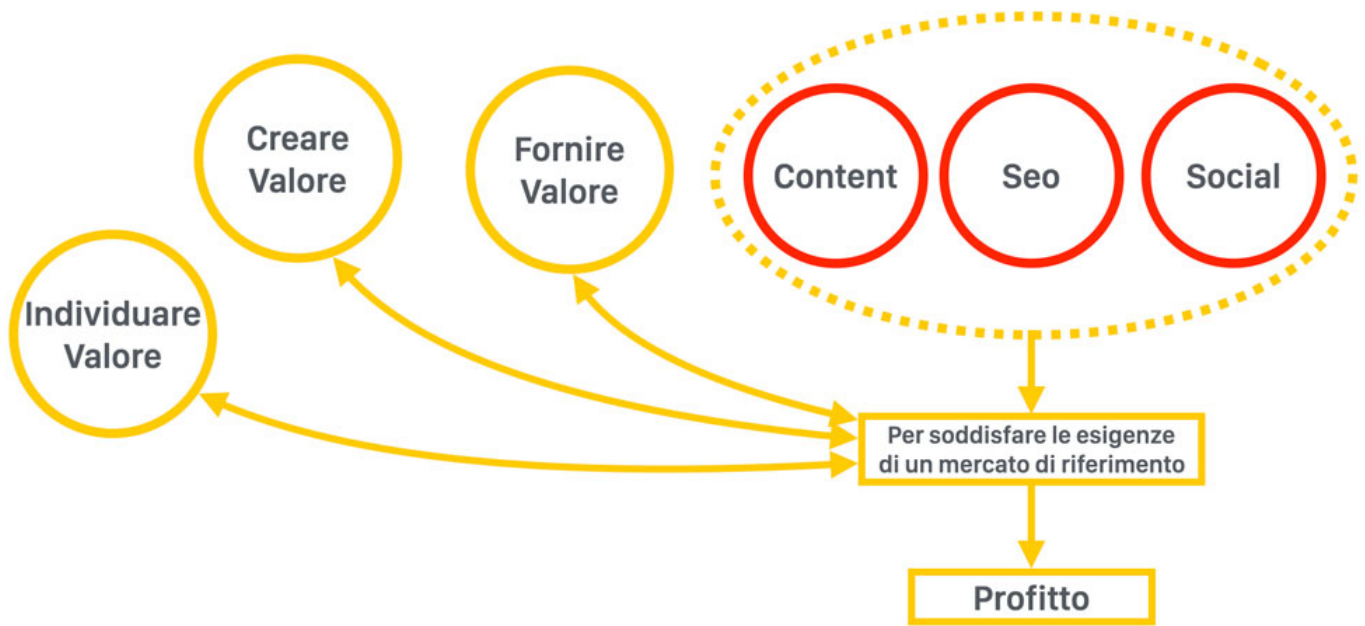 Creare
Valore
Fornire
Valore
Content
Seo
Social
Individuare
Valore
Per soddisfare le esigenze
di un mercato di riferimento
Profitto